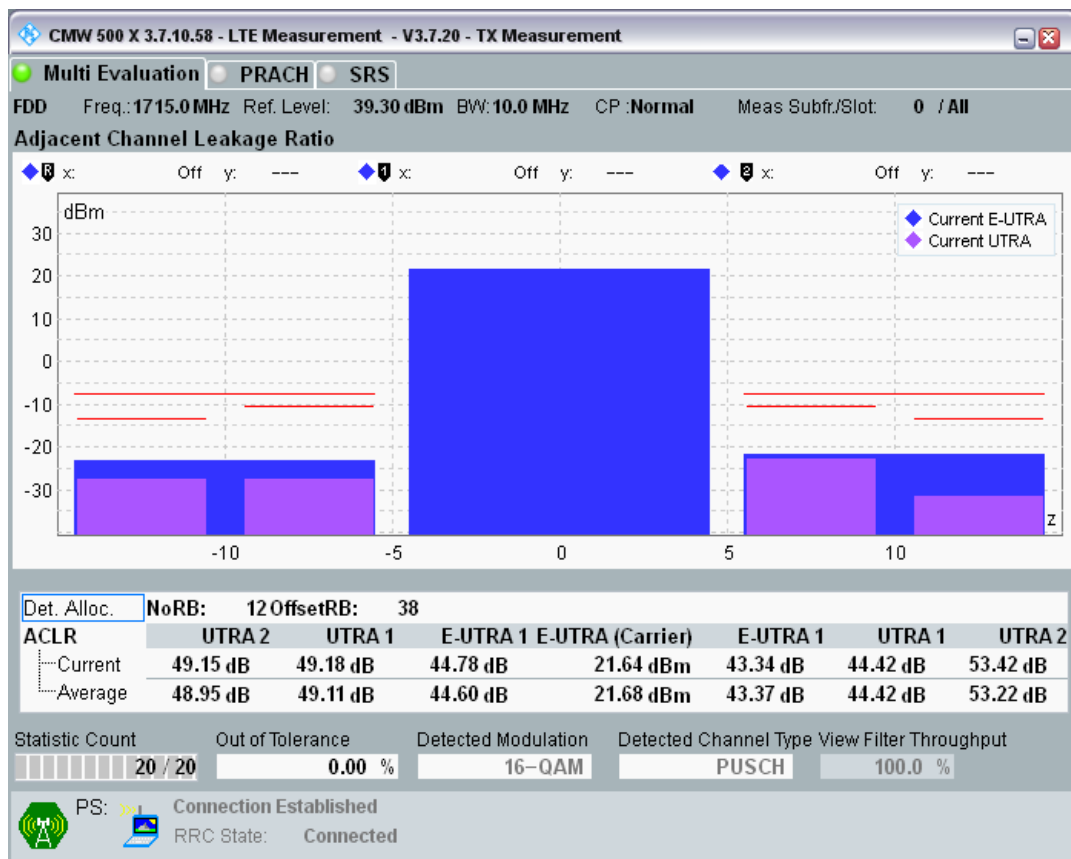 CMW 500 X 3.7.10.58 - LTE Measurement - V3.7.20 - TX Measurement
Multi Evaluation PRACH SRS
FDD Freq.:1715.0 MHz Ref. Level: 39.30 dBm BW:10.0 MHz CP :Normal Meas Subfr./Slot: 0 / All
Adjacent Channel Leakage Ratio
R x: Off y: --- 1 x: Off y: --- 2 x: Off y: ---
dBm
Current E-UTRA
Current UTRA
30
20
10
0
-10
-20
-30
z
-10 -5 0 5 10
Det. Alloc. NoRB: 12 OffsetRB: 38
ACLR UTRA 2 UTRA 1 E-UTRA 1 E-UTRA (Carrier) E-UTRA 1 UTRA 1 UTRA 2
Current 49.15 dB 49.18 dB 44.78 dB 21.64 dBm 43.34 dB 44.42 dB 53.42 dB
Average 48.95 dB 49.11 dB 44.60 dB 21.68 dBm 43.37 dB 44.42 dB 53.22 dB
Statistic Count Out of Tolerance Detected Modulation Detected Channel Type View Filter Throughput
20 / 20 0.00 % 16-QAM PUSCH 100.0 %
PS: Connection Established
RRC State: Connected